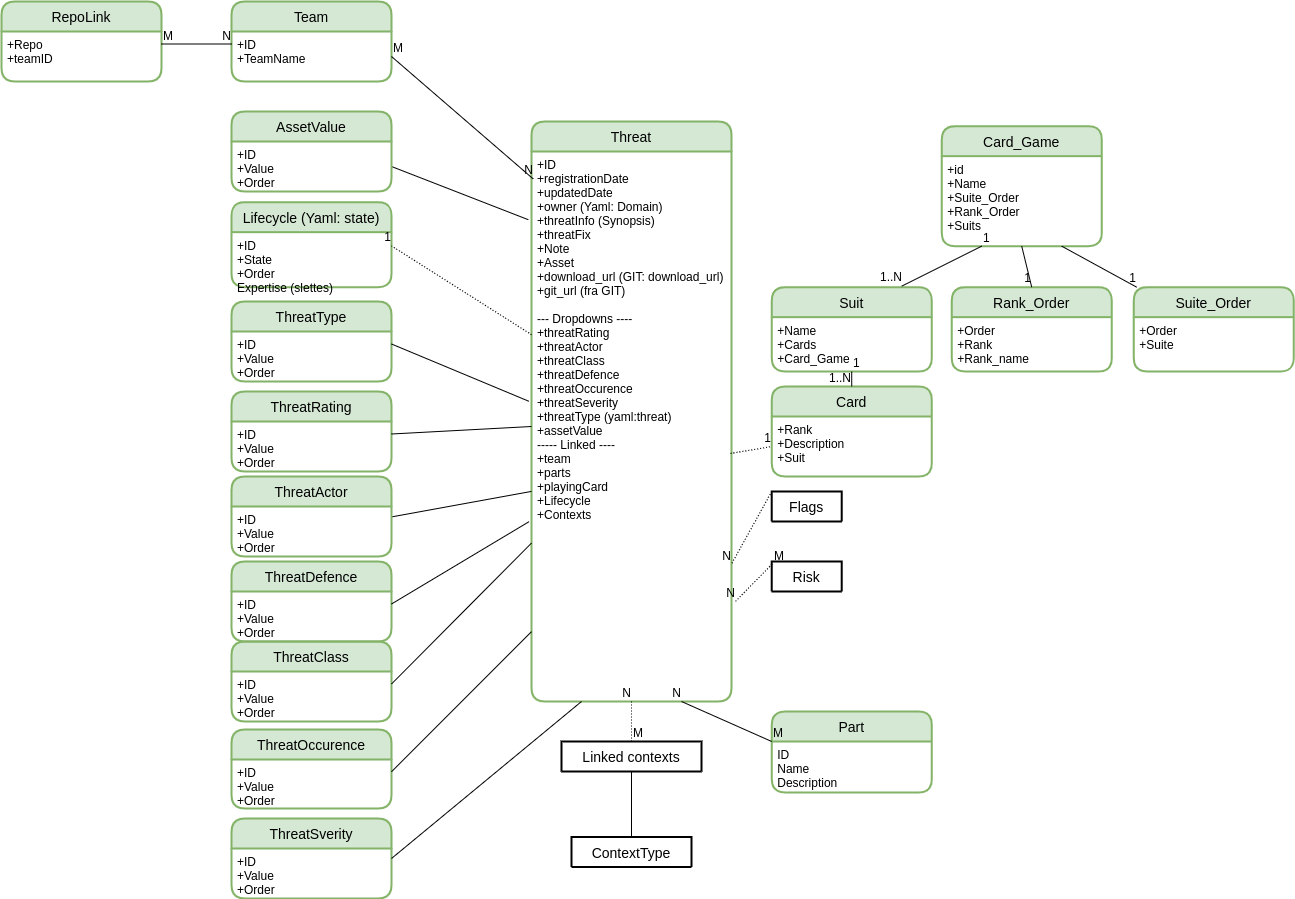 RepoLink
+Repo
+teamID
M
N
Team
+ID
+TeamName
M
N
AssetValue
+ID
+Value
+Order
Lifecycle (Yaml: state)
1
+ID
+State
+Order
Expertise (slettes)
ThreatType
+ID
+Value
+Order
ThreatRating
+ID
+Value
+Order
ThreatActor
+ID
+Value
+Order
ThreatDefence
+ID
+Value
+Order
ThreatClass
+ID
+Value
+Order
ThreatOccurence
+ID
+Value
+Order
ThreatSverity
+ID
+Value
+Order
Threat
+ID
+registrationDate
+updatedDate
+owner (Yaml: Domain)
+threatInfo (Synopsis)
+threatFix
+Note
+Asset
+download_url (GIT: download_url)
+git_url (fra GIT)
--- Dropdowns ----
+threatRating
+threatActor
+threatClass
+threatDefence
+threatOccurence
+threatSeverity
+threatType (yaml:threat)
+assetValue
----- Linked ----
+team
+parts
+playingCard
+Lifecycle
+Contexts
N
N
M
Linked contexts
ContextType
Card_Game
+id
+Name
+Suite_Order
+Rank_Order
+Suits
1
1..N
1
1
Suit
+Name
+Cards
+Card_Game
1
1..N
Rank_Order
+Order
+Rank
+Rank_name
Suite_Order
+Order
+Suite
Card
+Rank
+Description
+Suit
1
Flags
N
M
Risk
N
M
Part
ID
Name
Description